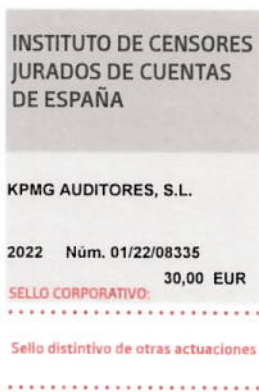 INSTITUTO DE CENSORES
JURADOS DE CUENTAS
DE ESPAÑA
KPMG AUDITORES, S.L.
2022 Núm. 01/22/08335
30,00 EUR
SELLO CORPORATIVO:
Sello distintivo de otras actuaciones